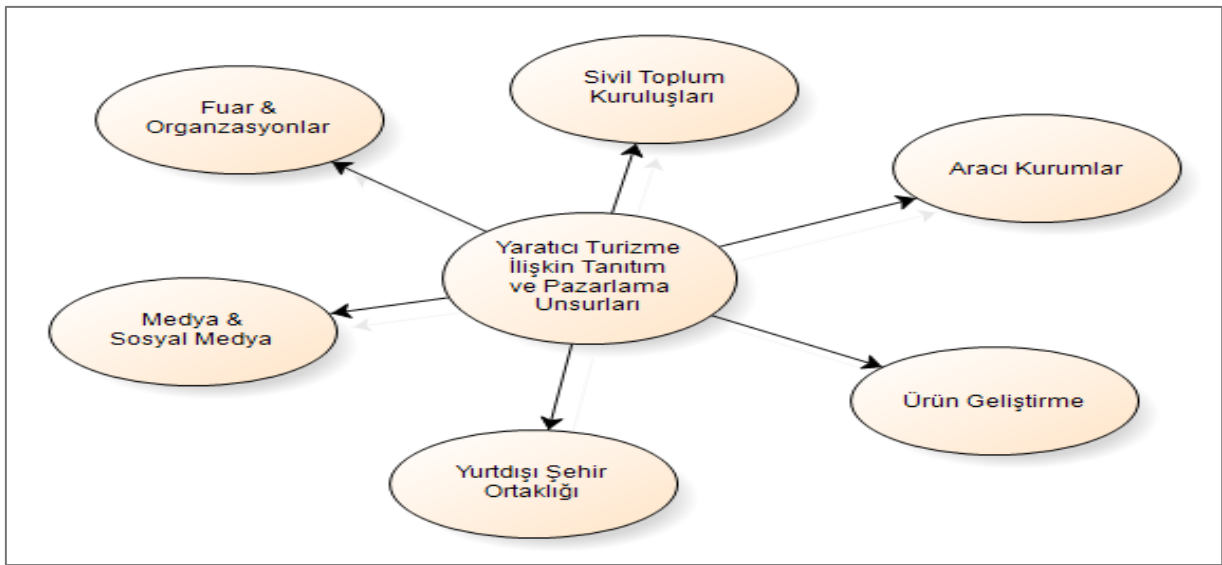 Sivil Toplum
Kuruluşları
Fuar &
Organzasyonlar
Aracı Kurumlar
Yaratıcı Turizme
İlişkin Tanıtım
ve Pazarlama
Unsurları
Medya &
Sosyal Medya
Ürün Geliştirme
Yurtdışı Şehir
Ortaklığı